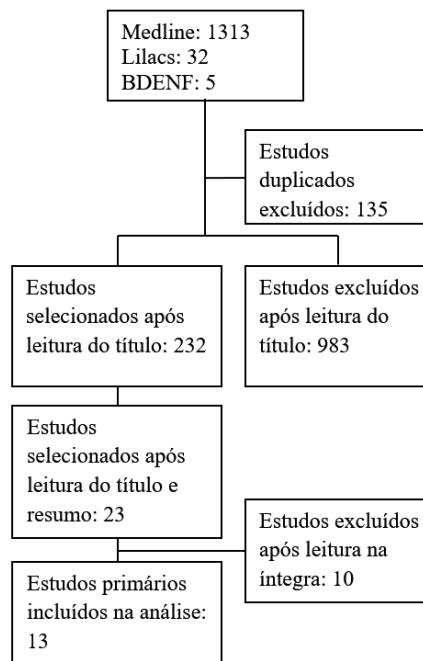 Medline: 1313
Lilacs: 32
BDENF: 5
Estudos
duplicados
excluídos: 135
Estudos
selecionados após
leitura do título: 232
Estudos excluídos
após leitura do
título: 983
Estudos
selecionados após
leitura do título e
resumo: 23
Estudos excluídos
após leitura na
íntegra: 10
Estudos primários
incluídos na análise:
13